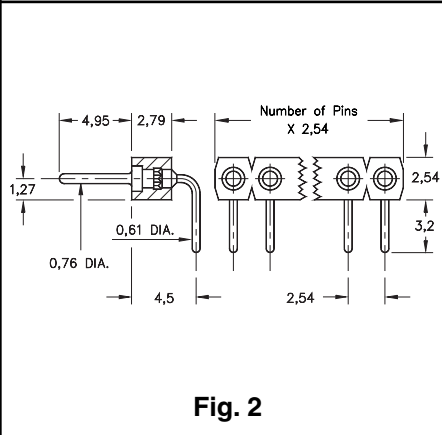 Number of Pins
X 2,54
4,95
2,79
1,27
2,54
3,2
0,61 DIA.
0,76 DIA.
4,5
2,54
Fig. 2